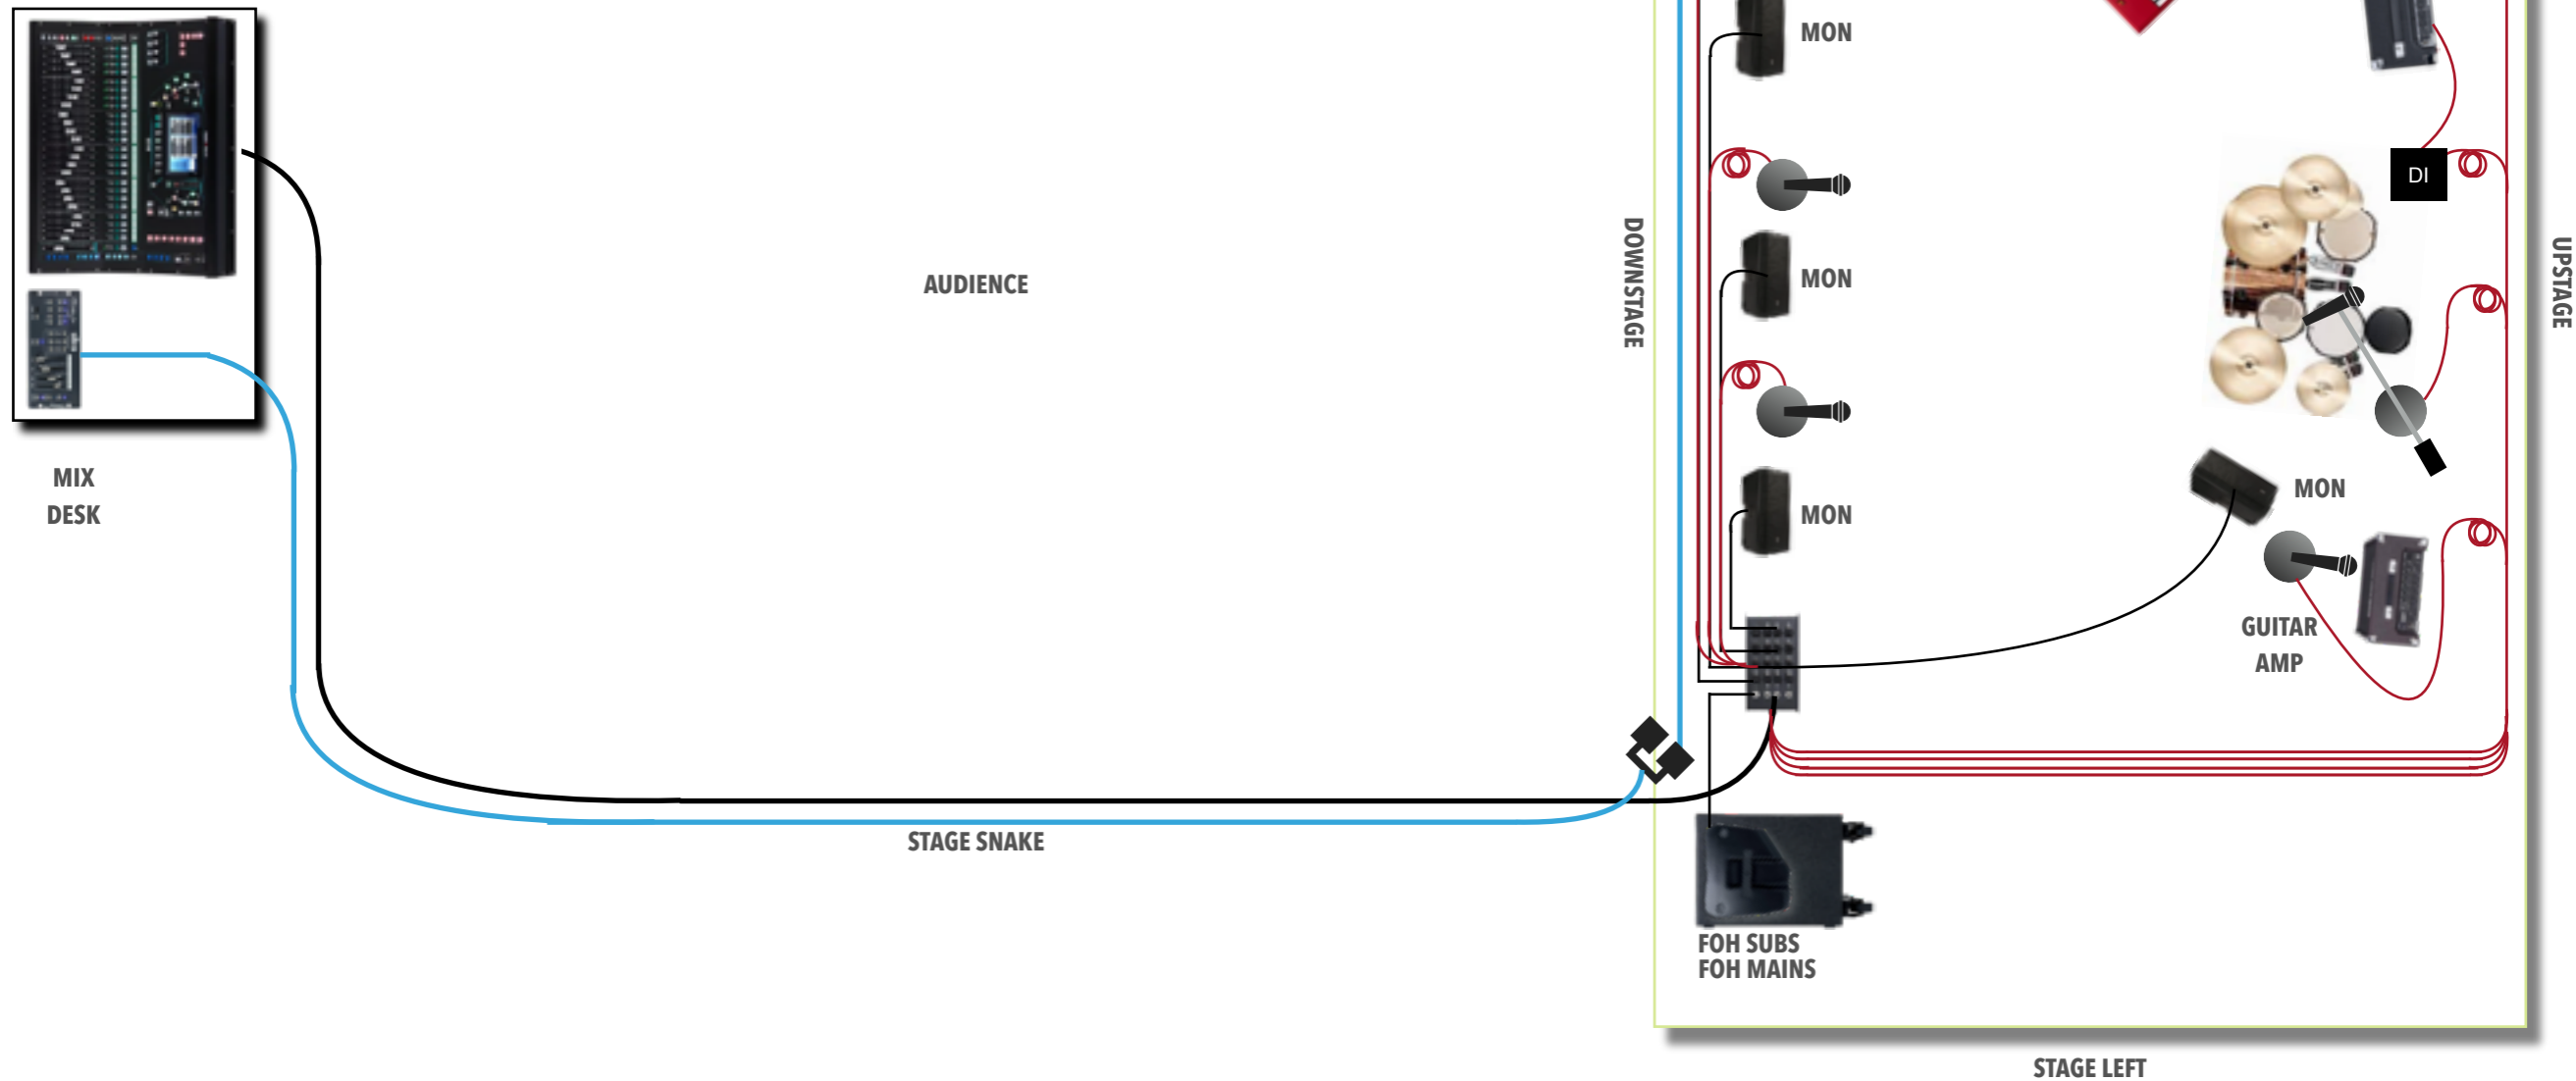 MON
DI
DOWNSTAGE
UPSTAGE
AUDIENCE
MON
MIX
DESK
MON
MON
GUITAR
AMP
STAGE SNAKE
FOH SUBS
FOH MAINS
STAGE LEFT